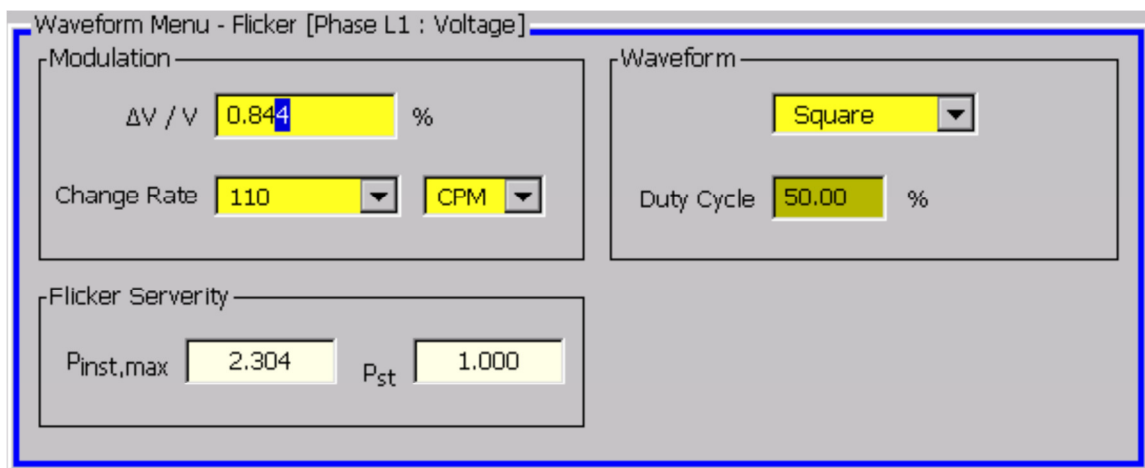 Waveform Menu - Flicker [Phase L1 : Voltage]
Modulation
ΔV / V 0.844 %
Change Rate 110 CPM
Waveform
Square
Duty Cycle 50.00 %
Flicker Serverity
Pinst,max 2.304 Pst 1.000